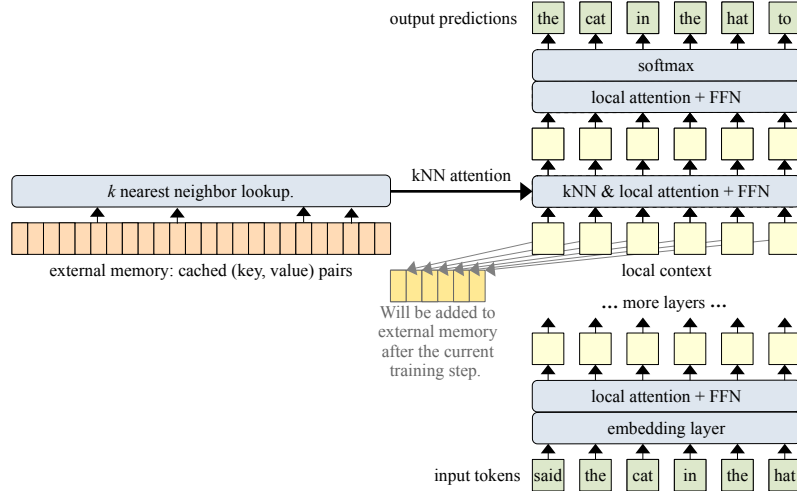 output predictions the cat in the hat to
softmax
local attention + FFN
kNN attention
k nearest neighbor lookup.
kNN & local attention + FFN
external memory: cached (key, value) pairs
local context
Will be added to
external memory
after the current
training step.
... more layers ...
local attention + FFN
embedding layer
input tokens said the cat in the hat